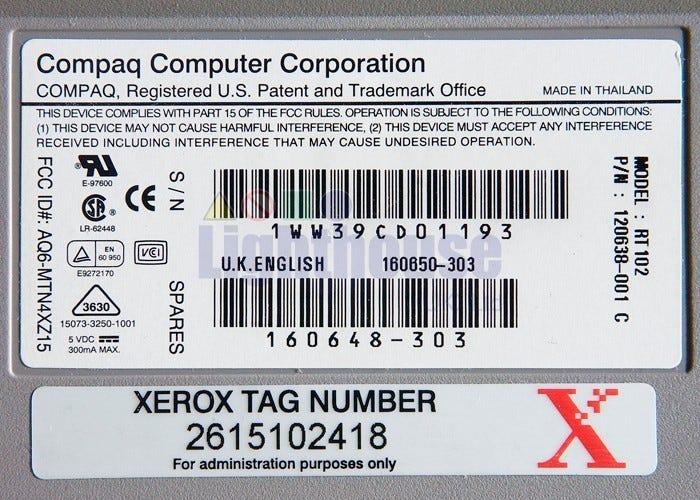 Compaq Computer Corporation
COMPAQ, Registered U.S. Patent and Trademark Office
MADE IN THAILAND
THIS DEVICE COMPLIES WITH PART 15 OF THE FCC RULES. OPERATION IS SUBJECT TO THE FOLLOWING CONDITIONS:
(1) THIS DEVICE MAY NOT CAUSE HARMFUL INTERFERENCE, (2) THIS DEVICE MUST ACCEPT ANY INTERFERENCE
RECEIVED INCLUDING INTERFERENCE THAT MAY CAUSE UNDESIRED OPERATION.
FCC ID#: AQ6-MTN4XZ15
E-97600
CE
LR-62448
EN
60 950
VCI
E9272170
3630
15073-3250-1001
5 VDC
300mA MAX.
S/N
1WW39CD01193
Lighthouse
U.K.ENGLISH 160650-303
SPARES
160648-303
MODEL: RT102
P/N: 120638-001 C
XEROX TAG NUMBER
2615102418
For administration purposes only
X